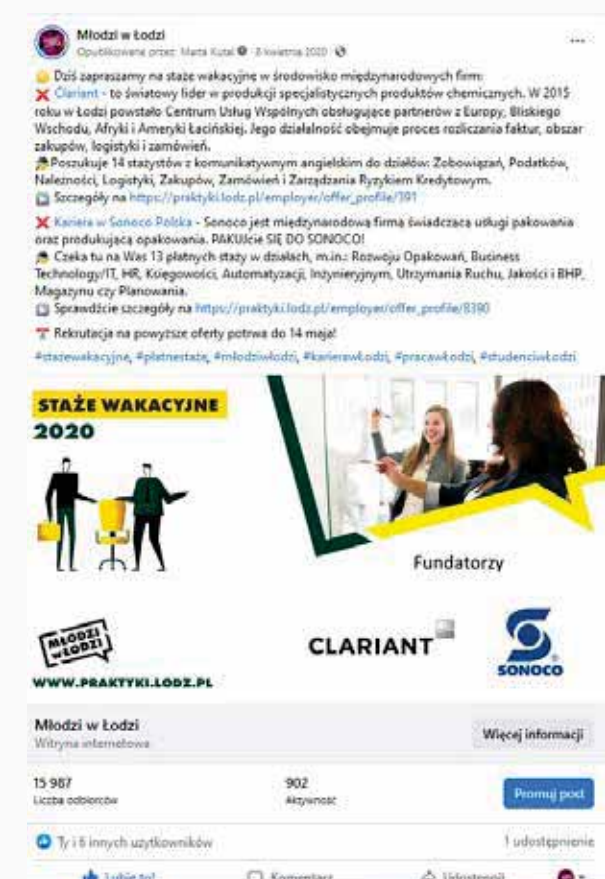 Młodzi w Łodzi
Opublikowane przez: Marta Kutal · 8 kwietnia 2020 ·
Dziś zapraszamy na staże wakacyjne w środowisko międzynarodowych firm:
Clariant - to światowy lider w produkcji specjalistycznych produktów chemicznych. W 2015
roku w Łodzi powstało Centrum Usług Wspólnych obsługujące partnerów z Europy, Bliskiego
Wschodu, Afryki i Ameryki Łacińskiej. Jego działalność obejmuje proces rozliczania faktur, obszar
zakupów, logistyki i zamówień.
Poszukuje 14 stażystów z komunikatywnym angielskim do działów: Zobowiązań, Podatków,
Należności, Logistyki, Zakupów, Zamówień i Zarządzania Ryzykiem Kredytowym.
Szczegóły na https://praktyki.lodz.pl/employer/offer_profile/391
Kariera w Sonoco Polska - Sonoco jest międzynarodową firmą świadczącą usługi pakowania
oraz produkującą opakowania. PAKUJcie SIĘ DO SONOCO!
Czeka tu na Was 13 płatnych staży w działach, m.in.: Rozwoju Opakowań, Business
Technology/IT, HR, Księgowości, Automatyzacji, Inżynieryjnym, Utrzymania Ruchu, Jakości i BHP,
Magazynu czy Planowania.
Sprawdźcie szczegóły na https://praktyki.lodz.pl/employer/offer_profile/8390
Rekrutacja na powyższe oferty potrwa do 14 maja!
#stażewakacyjne, #płatnestaże, #młodziwłodzi, #karierawŁodzi, #pracawŁodzi, #studenciwŁodzi
STAŻE WAKACYJNE
2020
Fundatorzy
MŁODZI
w ŁODZI
CLARIANT
SONOCO
WWW.PRAKTYKI.LODZ.PL
Młodzi w Łodzi
Witryna internetowa
Więcej informacji
15 987
Liczba odbiorców
902
Aktywność
Promuj post
Ty i 6 innych użytkowników
1 udostępnienie
Lubię to!
Komentarz
Udostępnij